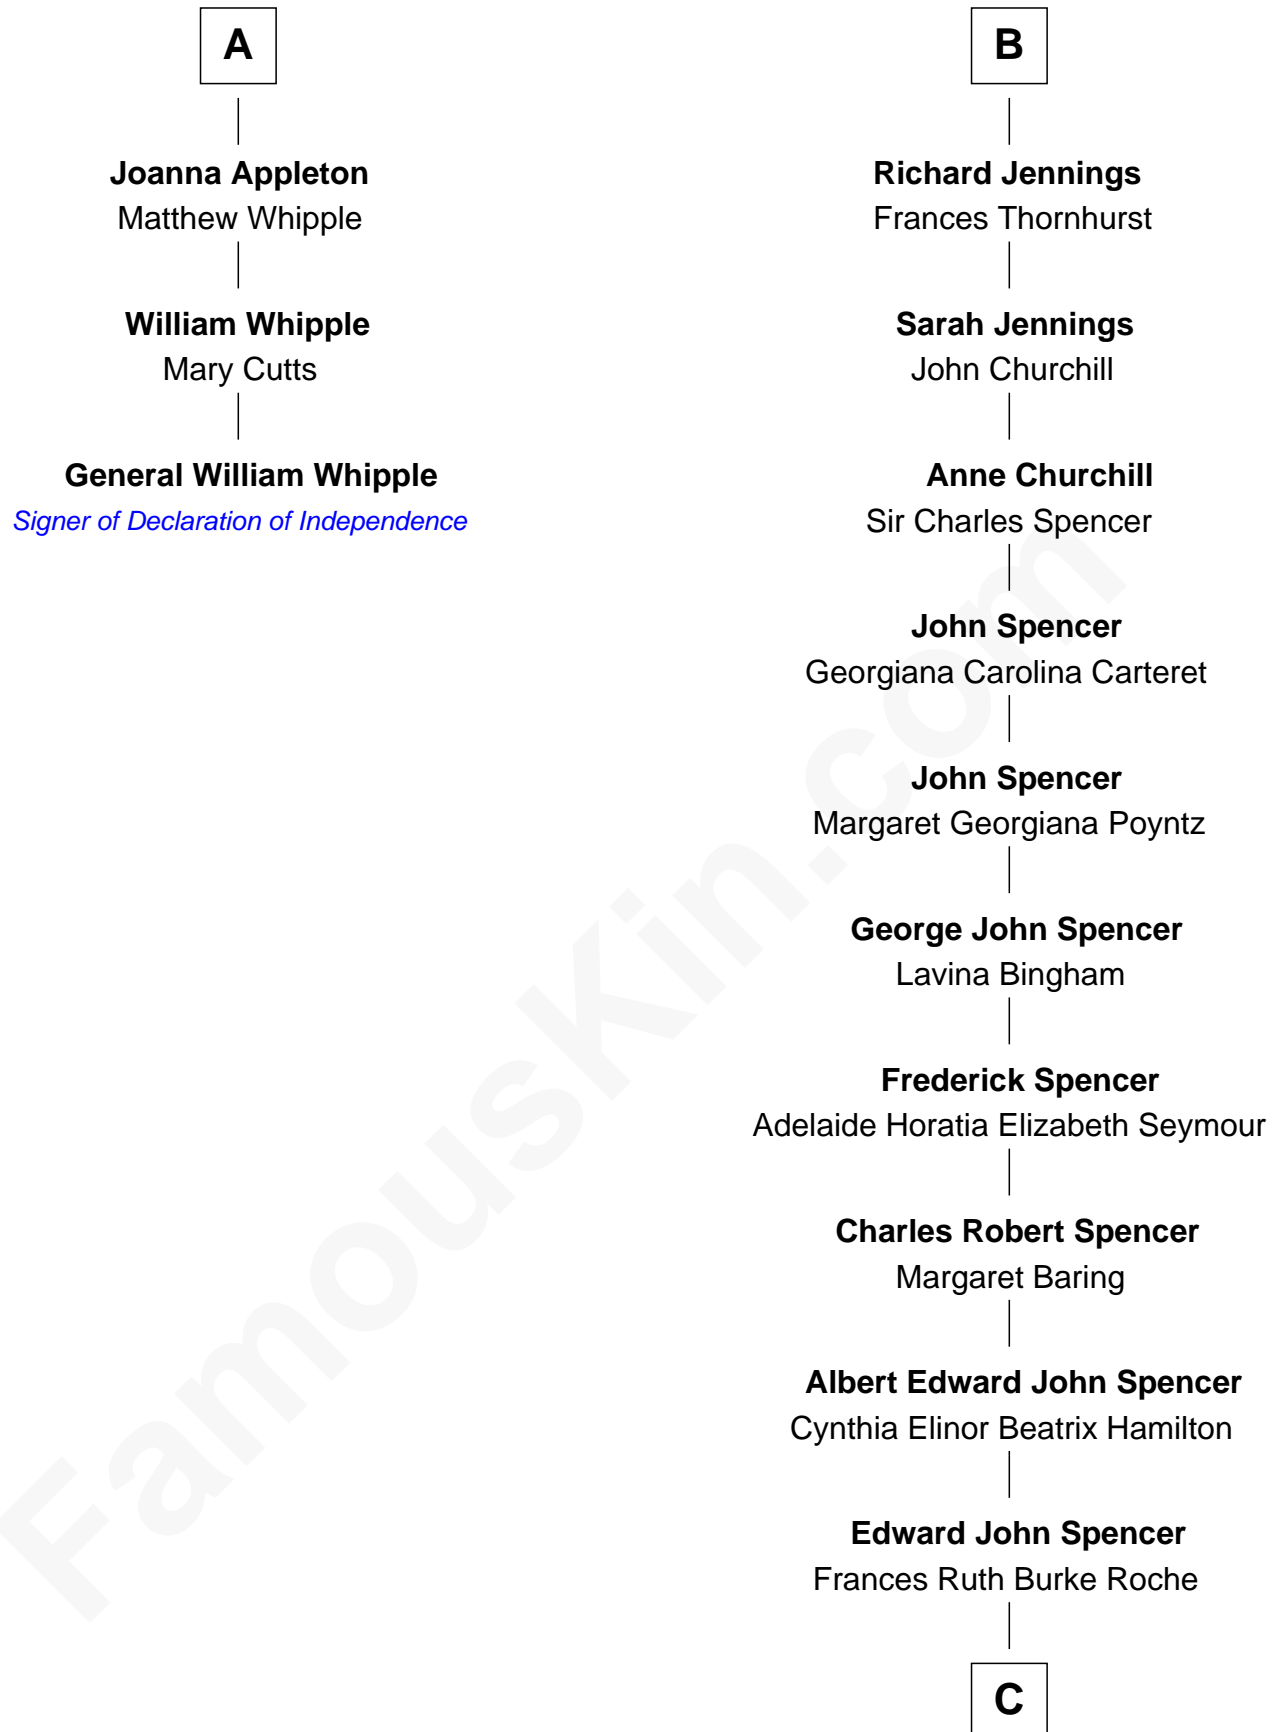 A
Joanna Appleton
Matthew Whipple
William Whipple
Mary Cutts
General William Whipple
Signer of Declaration of Independence
B
Richard Jennings
Frances Thornhurst
Sarah Jennings
John Churchill
Anne Churchill
Sir Charles Spencer
John Spencer
Georgiana Carolina Carteret
John Spencer
Margaret Georgiana Poyntz
George John Spencer
Lavina Bingham
Frederick Spencer
Adelaide Horatia Elizabeth Seymour
Charles Robert Spencer
Margaret Baring
Albert Edward John Spencer
Cynthia Elinor Beatrix Hamilton
Edward John Spencer
Frances Ruth Burke Roche
C
FamousKin.com